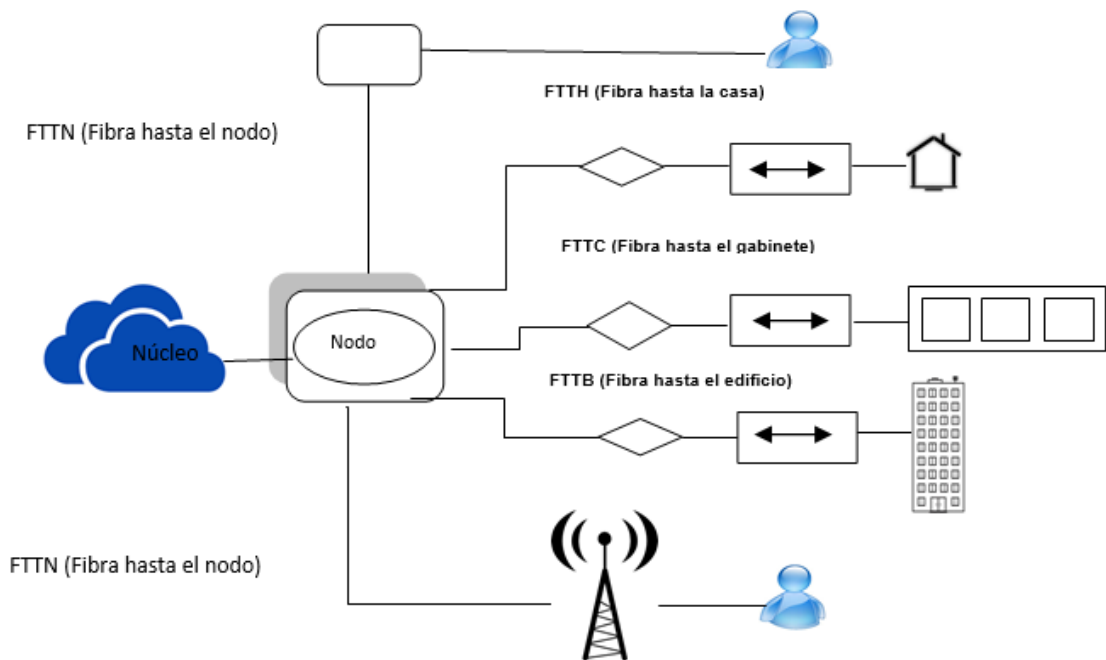 FTTH (Fibra hasta la casa)
FTTN (Fibra hasta el nodo)
FTTC (Fibra hasta el gabinete)
Núcleo
Nodo
FTTB (Fibra hasta el edificio)
FTTN (Fibra hasta el nodo)